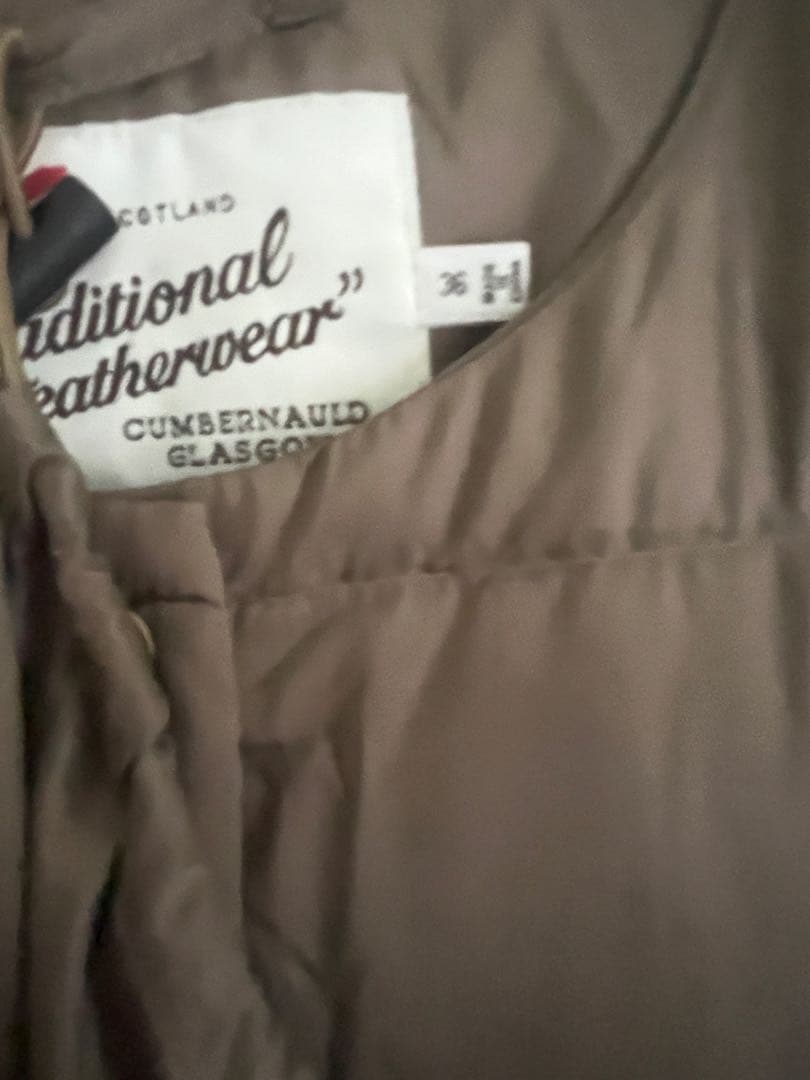 COTLAND
aditional
eatherwear”
CUMBERNAULD
GLASGO
36